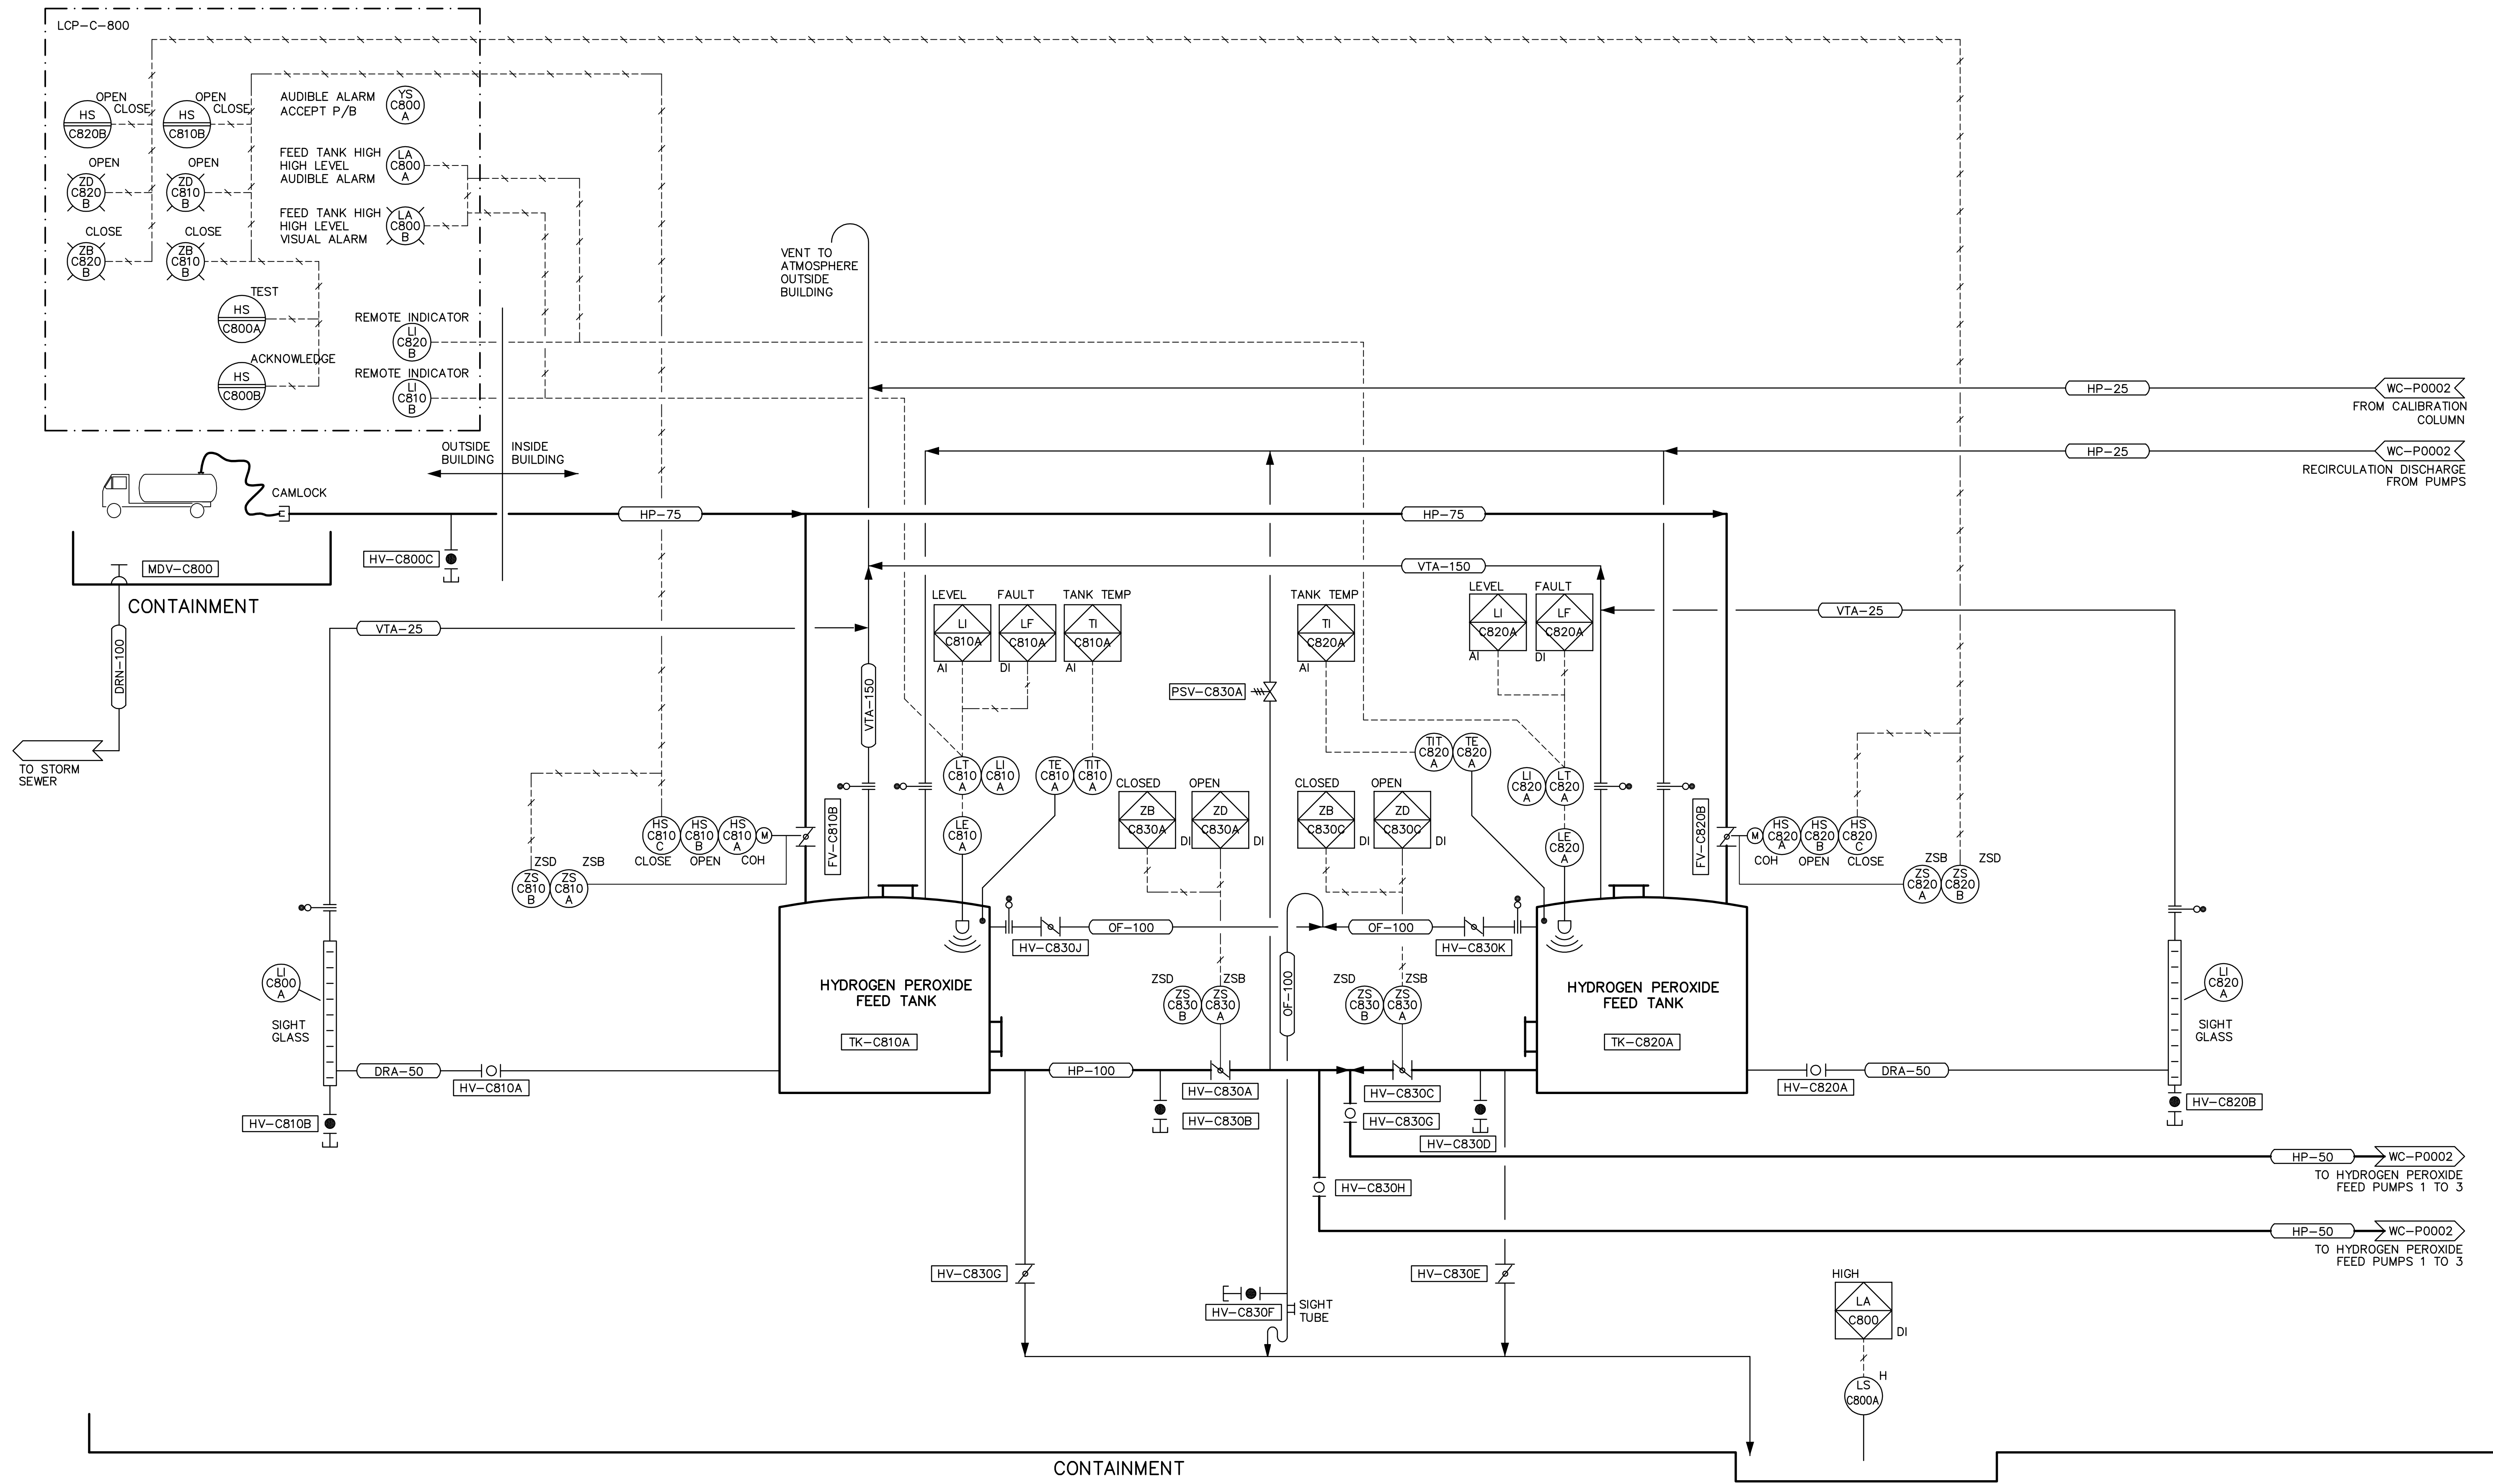 LCP-C-800
OPEN
CLOSE
HS
C820B
OPEN
CLOSE
HS
C810B
AUDIBLE ALARM
ACCEPT P/B
YS
C800
A
OPEN
ZD
C820
B
OPEN
ZD
C810
B
FEED TANK HIGH
HIGH LEVEL
AUDIBLE ALARM
LA
C800
A
CLOSE
ZB
C820
B
CLOSE
ZB
C810
B
FEED TANK HIGH
HIGH LEVEL
VISUAL ALARM
LA
C800
B
TEST
HS
C800A
REMOTE INDICATOR
LI
C820
B
ACKNOWLEDGE
HS
C800B
REMOTE INDICATOR
LI
C810
B
VENT TO
ATMOSPHERE
OUTSIDE
BUILDING
HP-25
WC-P0002
FROM CALIBRATION
COLUMN
HP-25
WC-P0002
RECIRCULATION DISCHARGE
FROM PUMPS
OUTSIDE
BUILDING
INSIDE
BUILDING
CAMLOCK
HP-75
HP-75
HV-C800C
MDV-C800
CONTAINMENT
DRN-100
TO STORM
SEWER
VTA-150
VTA-25
VTA-25
VTA-150
LEVEL
LI
C810A
AI
FAULT
LF
C810A
DI
TANK TEMP
TI
C810A
AI
TANK TEMP
TI
C820A
AI
LEVEL
LI
C820A
AI
FAULT
LF
C820A
DI
PSV-C830A
LT
C810
A
LI
C810
A
TE
C810
A
TIT
C810
A
TIT
C820
A
TE
C820
A
LI
C820
A
LT
C820
A
CLOSED
ZB
C830A
DI
OPEN
ZD
C830A
DI
CLOSED
ZB
C830C
DI
OPEN
ZD
C830C
DI
LE
C810
A
LE
C820
A
HS
C810
C
HS
C810
B
HS
C810
A
M
CLOSE
OPEN
COH
FV-C810B
FV-C820B
M
HS
C820
A
HS
C820
B
HS
C820
C
COH
OPEN
CLOSE
ZSD
ZSB
ZS
C810
B
ZS
C810
A
ZSB
ZSD
ZS
C820
A
ZS
C820
B
OF-100
HV-C830J
OF-100
HV-C830K
OF-100
LI
C800
A
SIGHT
GLASS
HYDROGEN PEROXIDE
FEED TANK
TK-C810A
ZSD
ZSB
ZS
C830
B
ZS
C830
A
ZSD
ZSB
ZS
C830
B
ZS
C830
A
HYDROGEN PEROXIDE
FEED TANK
TK-C820A
LI
C820
A
SIGHT
GLASS
DRA-50
HV-C810A
HV-C810B
HP-100
HV-C830A
HV-C830B
HV-C830C
HV-C830G
HV-C830D
HV-C820A
DRA-50
HV-C820B
HP-50
WC-P0002
TO HYDROGEN PEROXIDE
FEED PUMPS 1 TO 3
HV-C830H
HP-50
WC-P0002
TO HYDROGEN PEROXIDE
FEED PUMPS 1 TO 3
HV-C830G
HV-C830F
SIGHT
TUBE
HV-C830E
HIGH
LA
C800
DI
H
LS
C800A
CONTAINMENT